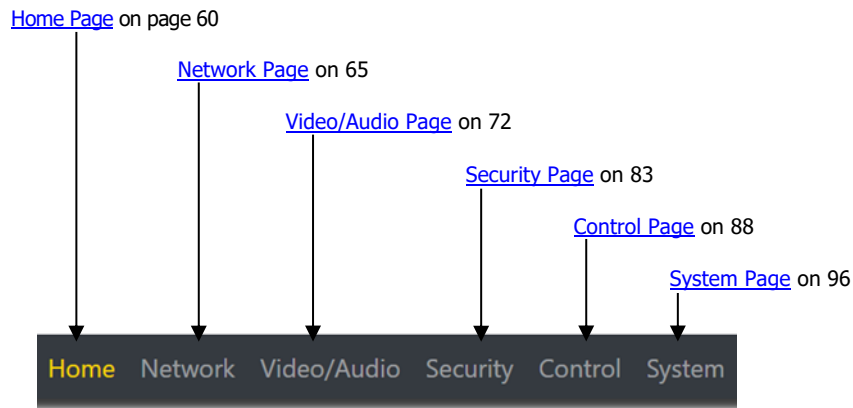 Home Page on page 60
Network Page on 65
Video/Audio Page on 72
Security Page on 83
Control Page on 88
System Page on 96
Home Network Video/Audio Security Control System